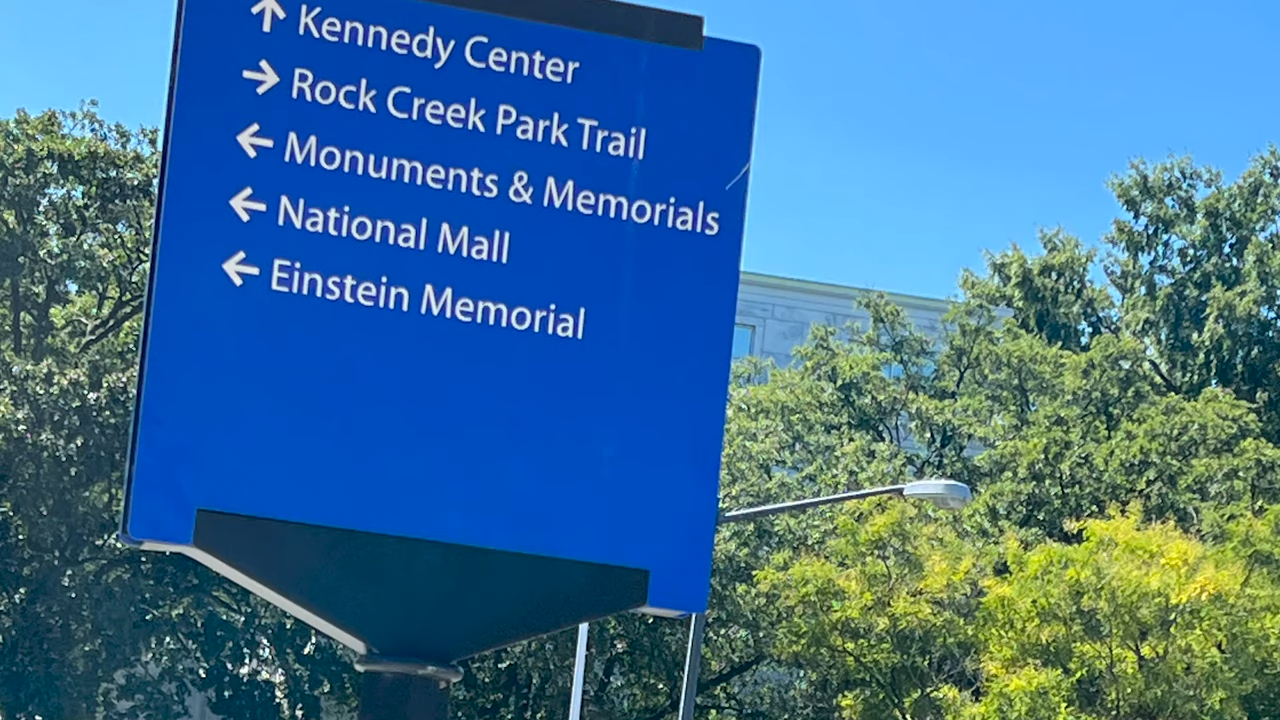 ↑ Kennedy Center
→ Rock Creek Park Trail
← Monuments & Memorials
← National Mall
← Einstein Memorial